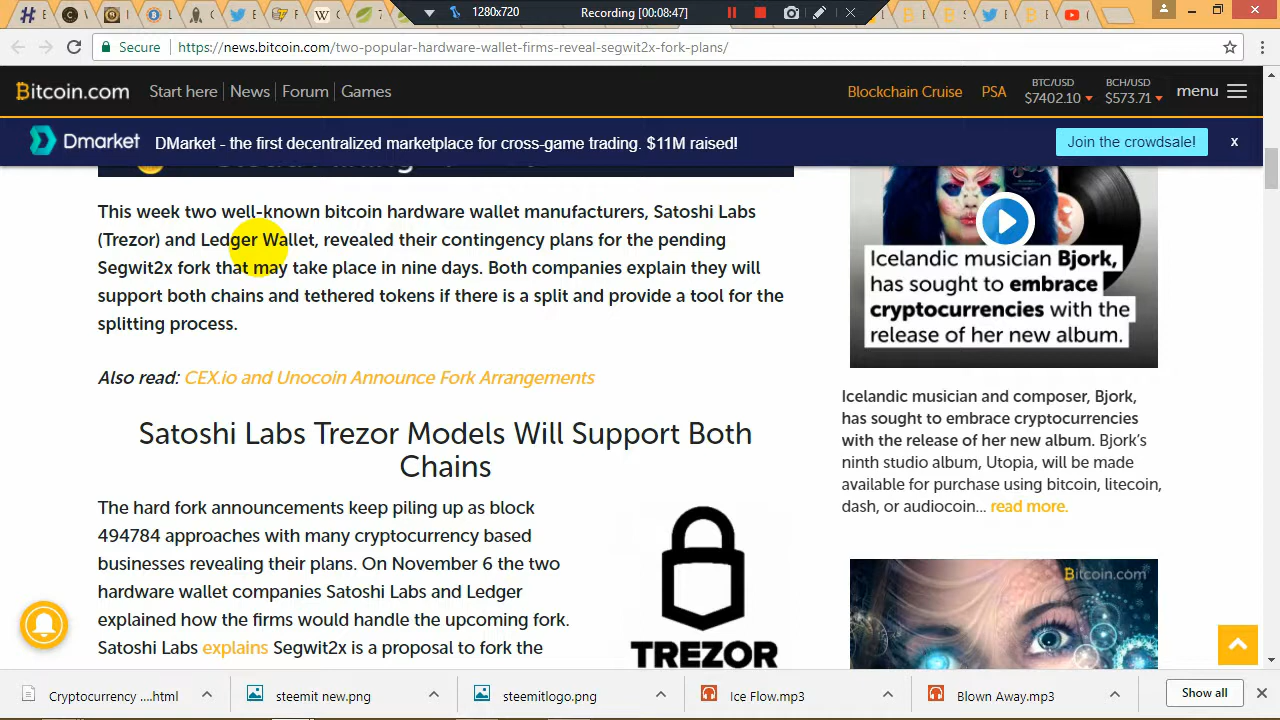 1280x720
Recording [00:08:47]
Secure
https://news.bitcoin.com/two-popular-hardware-wallet-firms-reveal-segwit2x-fork-plans/
Bitcoin.com
Start here
News
Forum
Games
Blockchain Cruise
PSA
BTC/USD
$7402.10
BCH/USD
$573.71
menu
Dmarket
DMarket - the first decentralized marketplace for cross-game trading. $11M raised!
Join the crowdsale!
x
This week two well-known bitcoin hardware wallet manufacturers, Satoshi Labs
(Trezor) and Ledger Wallet, revealed their contingency plans for the pending
Segwit2x fork that may take place in nine days. Both companies explain they will
support both chains and tethered tokens if there is a split and provide a tool for the
splitting process.
Also read: CEX.io and Unocoin Announce Fork Arrangements
Satoshi Labs Trezor Models Will Support Both
Chains
The hard fork announcements keep piling up as block
494784 approaches with many cryptocurrency based
businesses revealing their plans. On November 6 the two
hardware wallet companies Satoshi Labs and Ledger
explained how the firms would handle the upcoming fork.
Satoshi Labs explains Segwit2x is a proposal to fork the
TREZOR
Icelandic musician Bjork,
has sought to embrace
cryptocurrencies with the
release of her new album.
Icelandic musician and composer, Bjork,
has sought to embrace cryptocurrencies
with the release of her new album. Bjork's
ninth studio album, Utopia, will be made
available for purchase using bitcoin, litecoin,
dash, or audiocoin... read more.
Bitcoin.com
Cryptocurrency ....html
steemit new.png
steemitlogo.png
Ice Flow.mp3
Blown Away.mp3
Show all